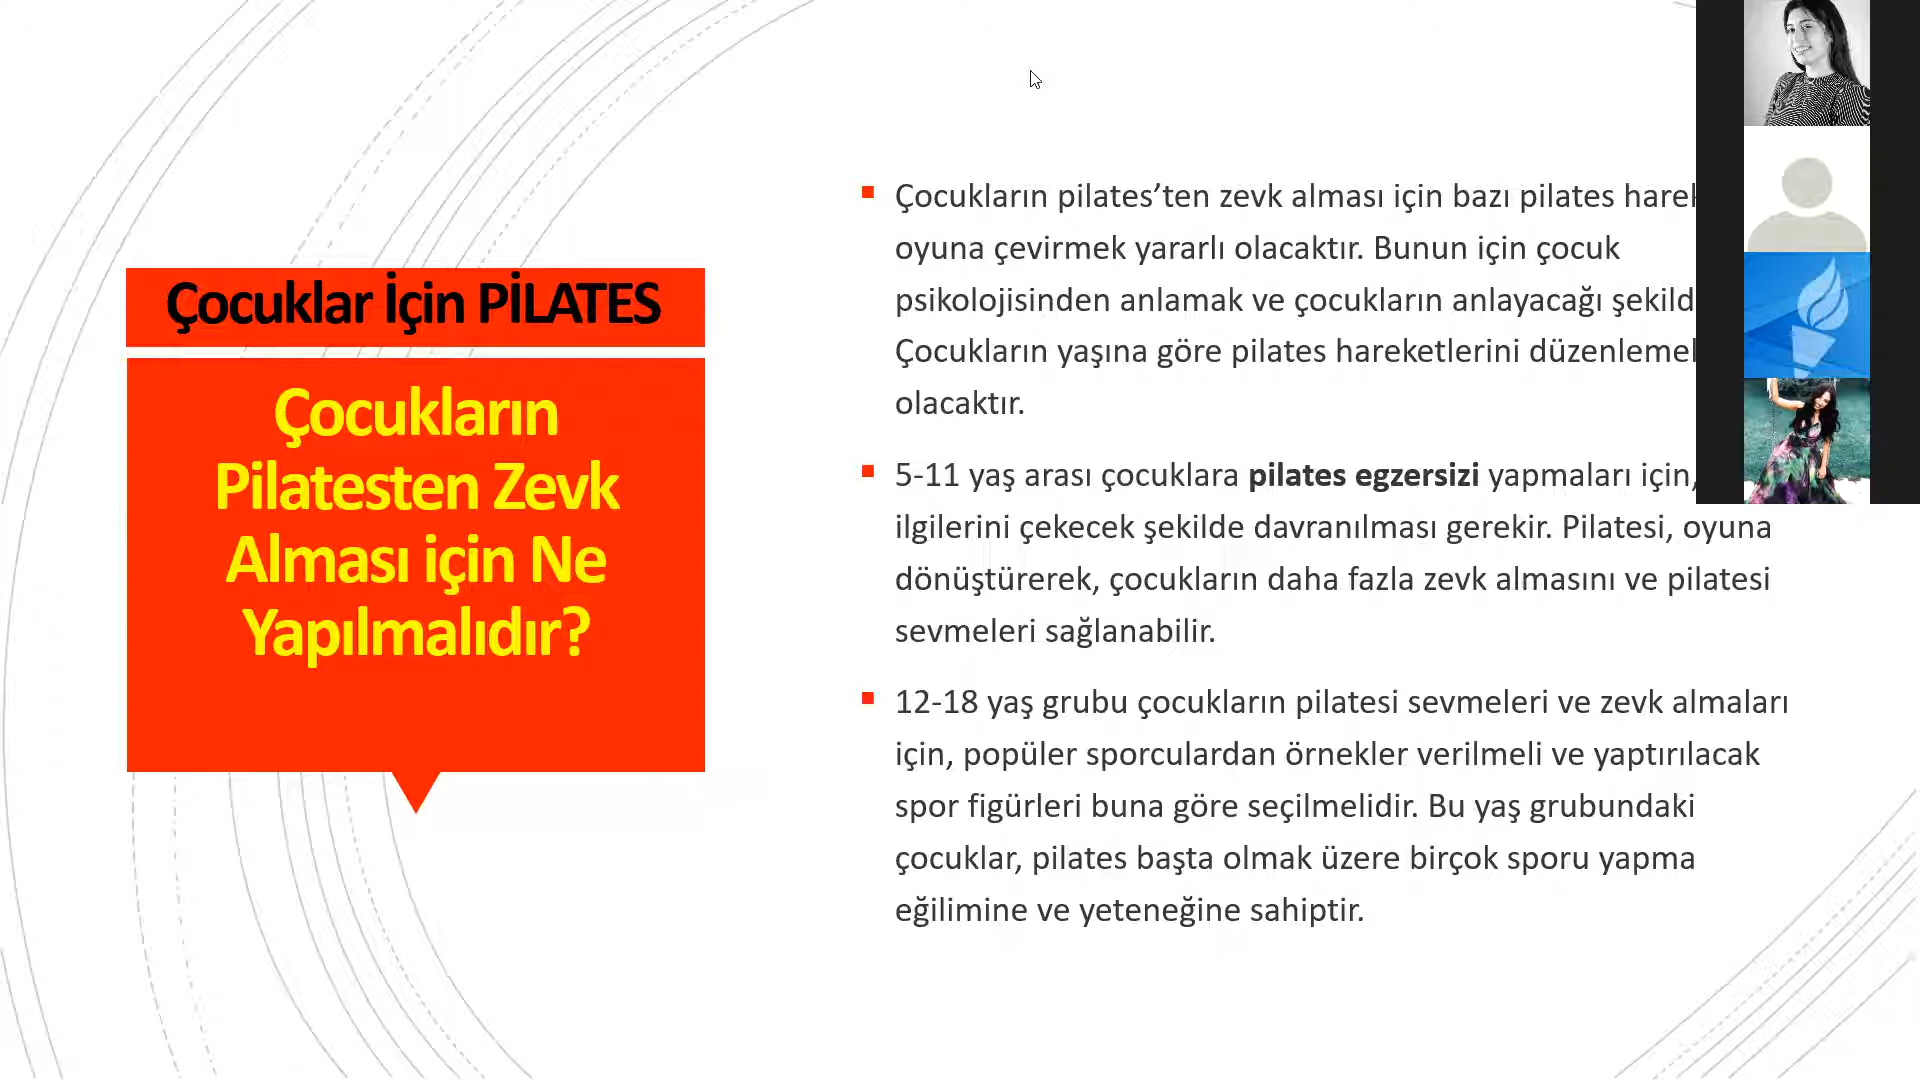 Çocuklar İçin PİLATES
Çocukların
Pilatesten Zevk
Alması için Ne
Yapılmalıdır?
Çocukların pilates’ten zevk alması için bazı pilates
oyuna çevirmek yararlı olacaktır. Bunun için çocuk
psikolojisinden anlamak ve çocukların anlayacağı
Çocukların yaşına göre pilates hareketlerini
olacaktır.
5-11 yaş arası çocuklara pilates egzersizi yapmaları için,
ilgilerini çekecek şekilde davranılması gerekir. Pilatesi, oyuna
dönüştürerek, çocukların daha fazla zevk almasını ve pilatesi
sevmeleri sağlanabilir.
12-18 yaş grubu çocukların pilatesi sevmeleri ve zevk almaları
için, popüler sporculardan örnekler verilmeli ve yaptırılacak
spor figürleri buna göre seçilmelidir. Bu yaş grubundaki
çocuklar, pilates başta olmak üzere birçok sporu yapma
eğilimine ve yeteneğine sahiptir.